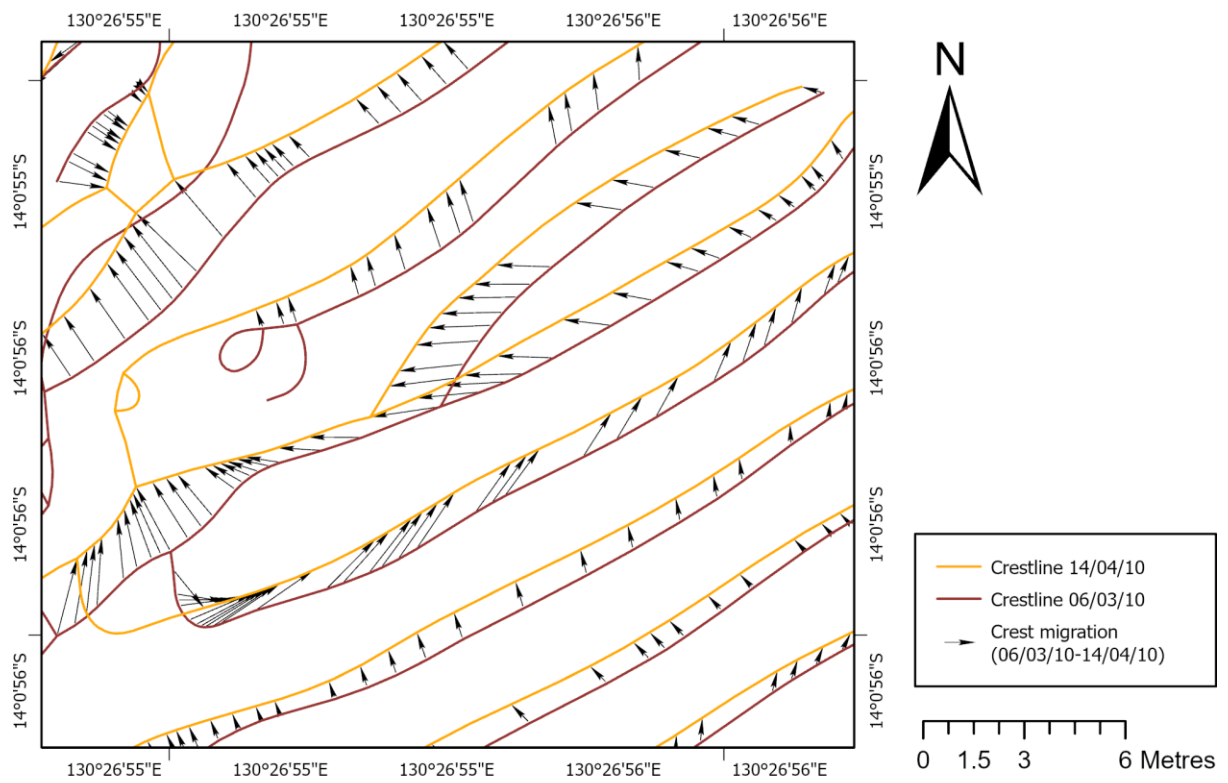 130°26'55"E 130°26'55"E 130°26'55"E 130°26'56"E 130°26'56"E
N
14°0'55"S 14°0'55"S
14°0'56"S 14°0'56"S
14°0'56"S 14°0'56"S
14°0'56"S 14°0'56"S
Crestline 14/04/10
Crestline 06/03/10
Crest migration
(06/03/10-14/04/10)
0 1.5 3 6 Metres
130°26'55"E 130°26'55"E 130°26'55"E 130°26'56"E 130°26'56"E